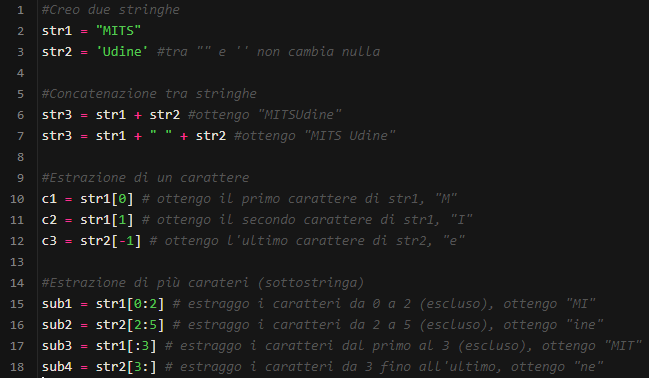 1 #Creo due stringhe
2 str1 = "MITS"
3 str2 = 'Udine' #tra "" e '' non cambia nulla
4
5 #Concatenazione tra stringhe
6 str3 = str1 + str2 #ottengo "MITSUdine"
7 str3 = str1 + " " + str2 #ottengo "MITS Udine"
8
9 #Estrazione di un carattere
10 c1 = str1[0] # ottengo il primo carattere di str1, "M"
11 c2 = str1[1] # ottengo il secondo carattere di str1, "I"
12 c3 = str2[-1] # ottengo l'ultimo carattere di str2, "e"
13
14 #Estrazione di più carateri (sottostringa)
15 sub1 = str1[0:2] # estraggo i caratteri da 0 a 2 (escluso), ottengo "MI"
16 sub2 = str2[2:5] # estraggo i caratteri da 2 a 5 (escluso), ottengo "ine"
17 sub3 = str1[:3] # estraggo i caratteri dal primo al 3 (escluso), ottengo "MIT"
18 sub4 = str2[3:] # estraggo i caratteri da 3 fino all'ultimo, ottengo "ne"